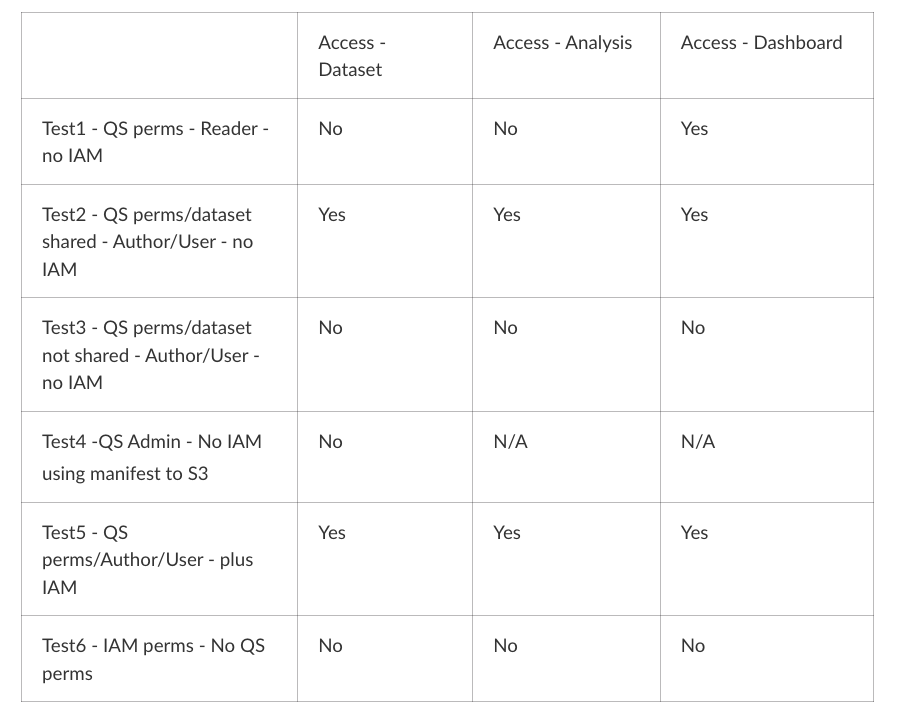 Access -
Dataset
Access - Analysis
Access - Dashboard
Test1 - QS perms - Reader -
no IAM
No
No
Yes
Test2 - QS perms/dataset
shared - Author/User - no
IAM
Yes
Yes
Yes
Test3 - QS perms/dataset
not shared - Author/User -
no IAM
No
No
No
Test4 -QS Admin - No IAM
using manifest to S3
No
N/A
N/A
Test5 - QS
perms/Author/User - plus
IAM
Yes
Yes
Yes
Test6 - IAM perms - No QS
perms
No
No
No